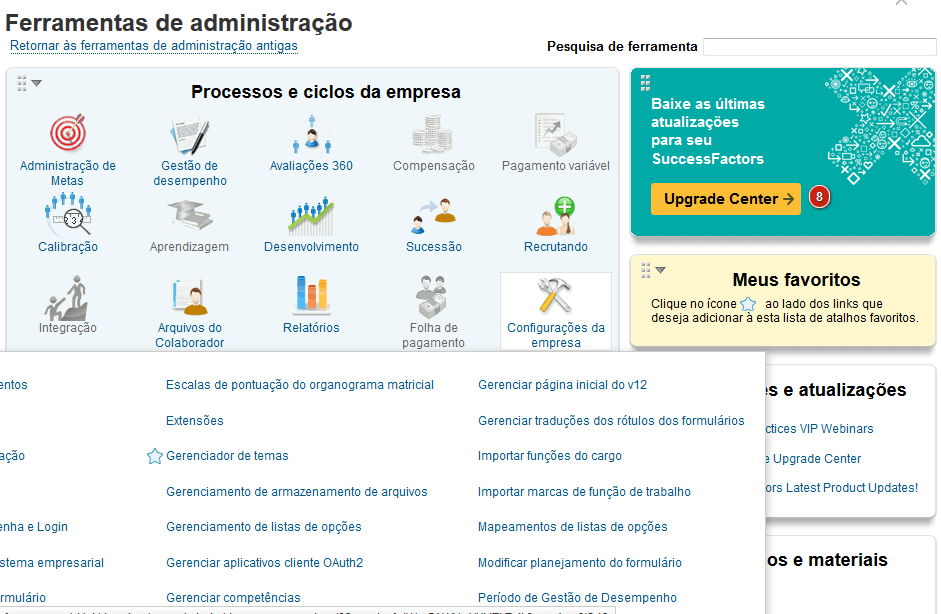 Ferramentas de administração
Retornar às ferramentas de administração antigas
Pesquisa de ferramenta
Processos e ciclos da empresa
Administração de
Metas
Gestão de
desempenho
Avaliações 360
Compensação
Pagamento variável
Calibração
Aprendizagem
Desenvolvimento
Sucessão
Recrutando
Integração
Arquivos do
Colaborador
Relatórios
Folha de
pagamento
Configurações da
empresa
Baixe as últimas
atualizações
para seu
SuccessFactors
Upgrade Center
8
Meus favoritos
Clique no ícone ao lado dos links que
deseja adicionar à esta lista de atalhos favoritos.
entos
Escalas de pontuação do organograma matricial
Gerenciar página inicial do v12
Extensões
Gerenciar traduções dos rótulos dos formulários
ação
Gerenciador de temas
Importar funções do cargo
Gerenciamento de armazenamento de arquivos
Importar marcas de função de trabalho
enha e Login
Gerenciamento de listas de opções
Mapeamentos de listas de opções
stema empresarial
Gerenciar aplicativos cliente OAuth2
Modificar planejamento do formulário
rmulário
Gerenciar competências
Período de Gestão de Desempenho
s e atualizações
ctices VIP Webinars
e Upgrade Center
ors Latest Product Updates!
os e materiais